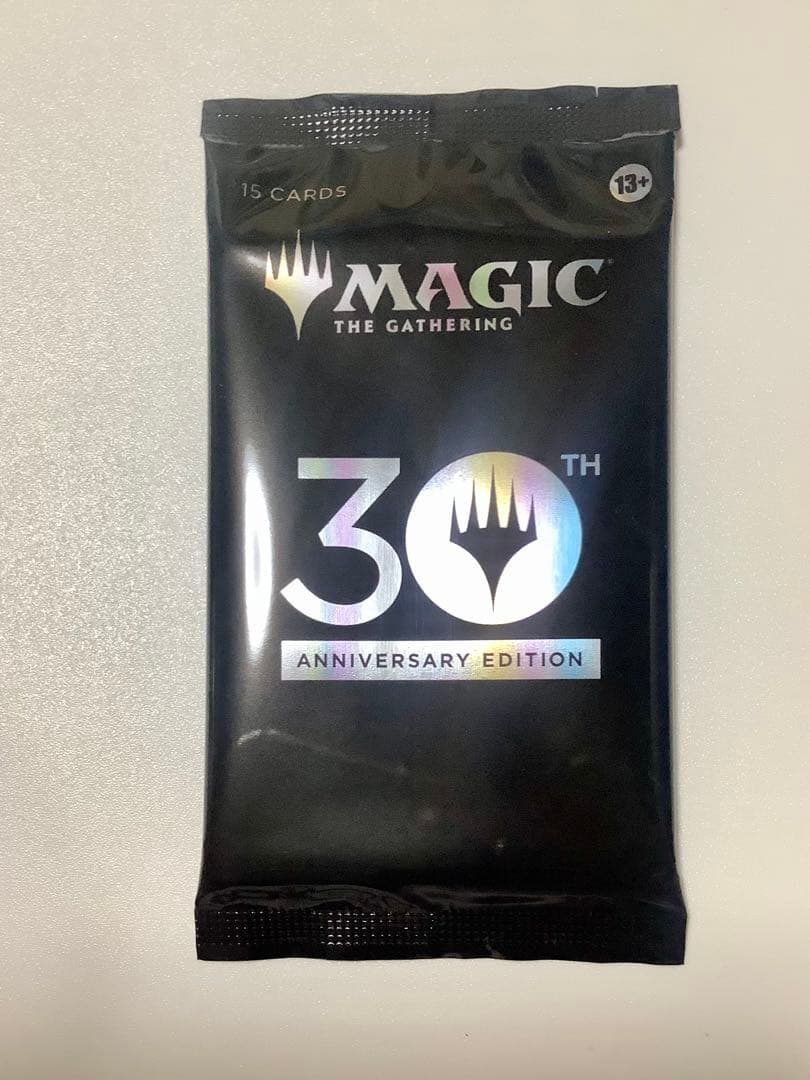 15 CARDS
13+
MAGIC
THE GATHERING
30TH
ANNIVERSARY EDITION